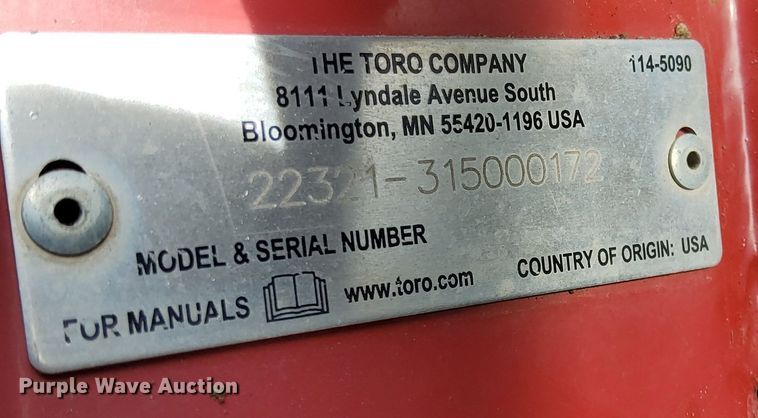 THE TORO COMPANY 114-5090
8111 Lyndale Avenue South
Bloomington, MN 55420-1196 USA
22321-315000172
MODEL & SERIAL NUMBER
COUNTRY OF ORIGIN: USA
FOR MANUALS www.toro.com
Purple Wave Auction